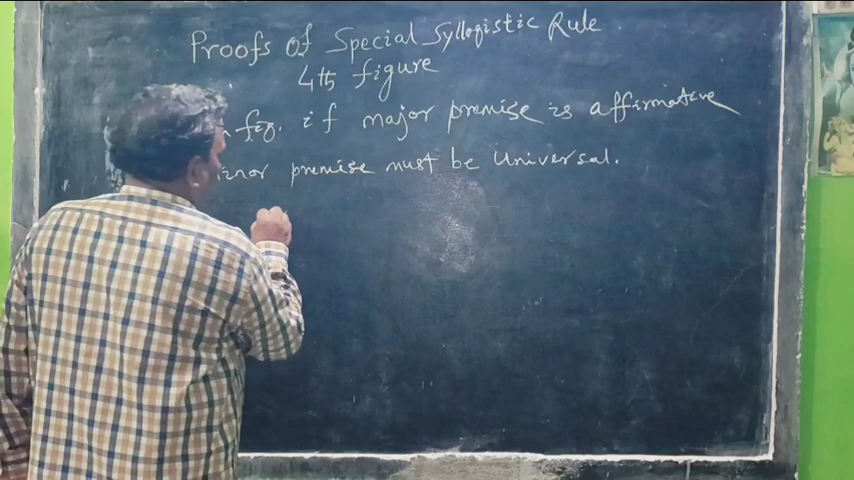 Proofs of Special Syllogistic Rule
4th figure
fig. if major premise is affirmative
premise must be Universal.